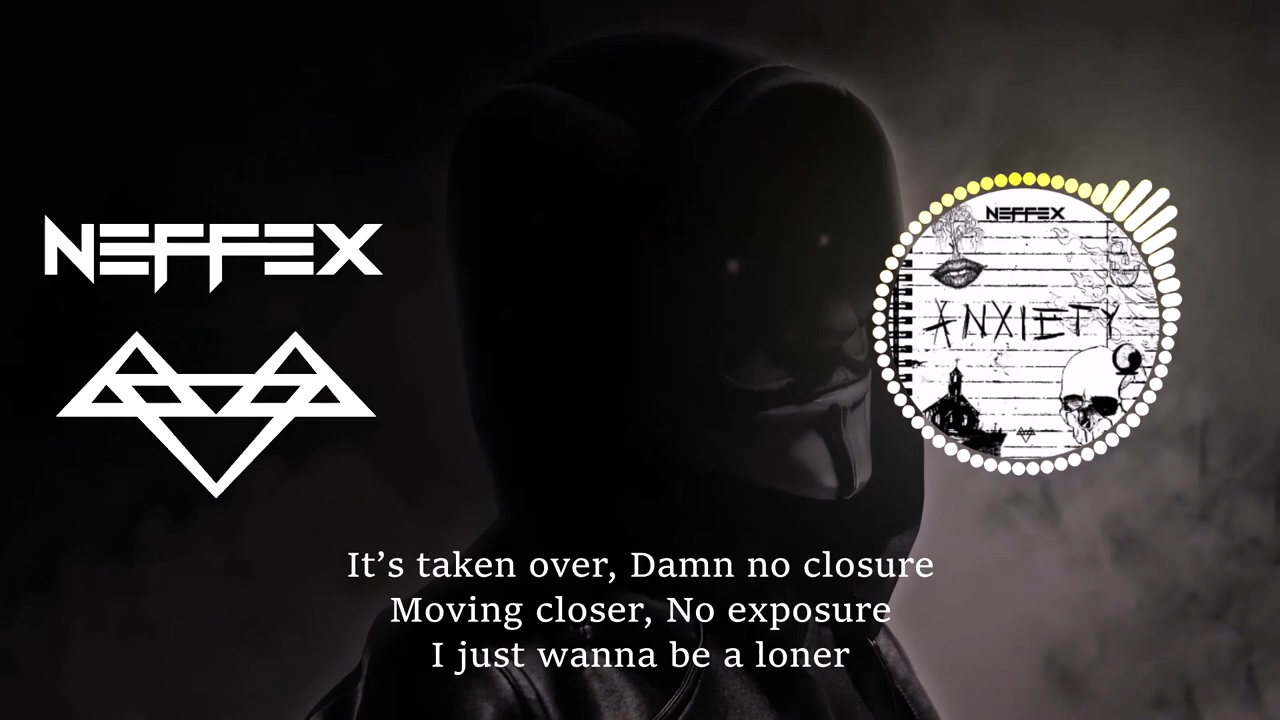 NEFFEX
NEFFEX
ANXIETY
It’s taken over, Damn no closure
Moving closer, No exposure
I just wanna be a loner